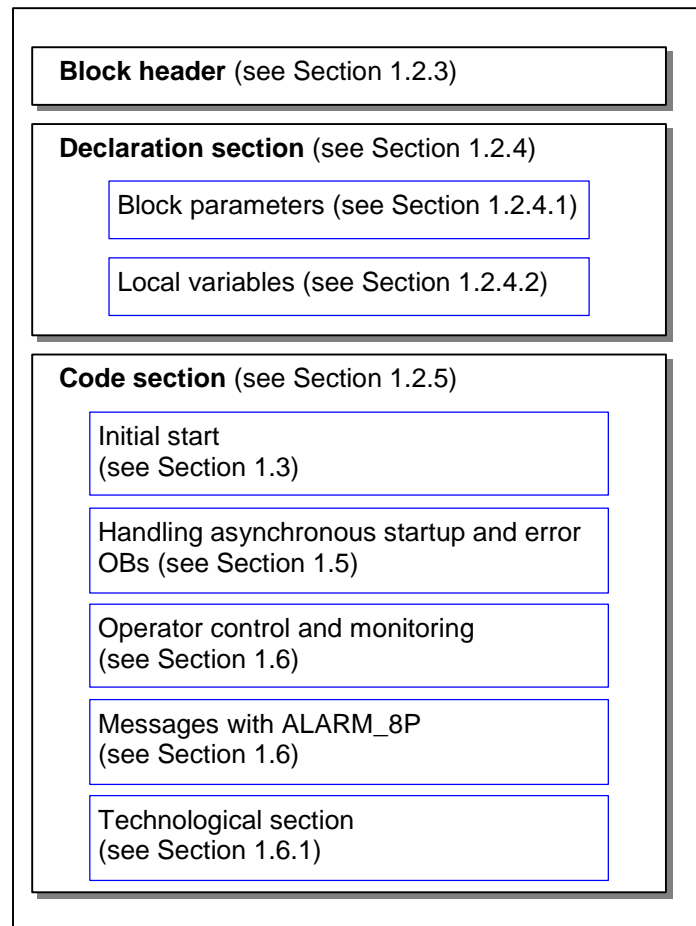 Block header (see Section 1.2.3)
Declaration section (see Section 1.2.4)
Block parameters (see Section 1.2.4.1)
Local variables (see Section 1.2.4.2)
Code section (see Section 1.2.5)
Initial start
(see Section 1.3)
Handling asynchronous startup and error
OBs (see Section 1.5)
Operator control and monitoring
(see Section 1.6)
Messages with ALARM_8P
(see Section 1.6)
Technological section
(see Section 1.6.1)